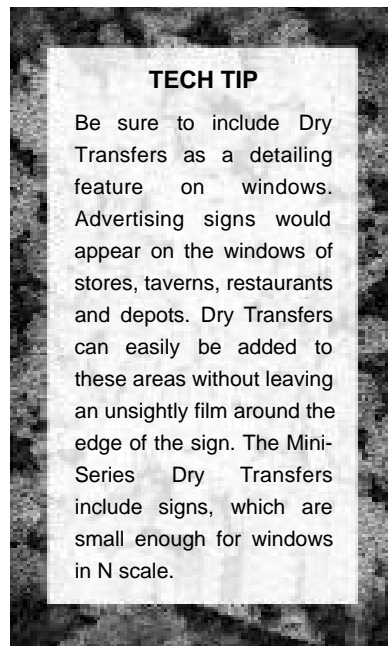 TECH TIP
Be sure to include Dry
Transfers as a detailing
feature on windows.
Advertising signs would
appear on the windows of
stores, taverns, restaurants
and depots. Dry Transfers
can easily be added to
these areas without leaving
an unsightly film around the
edge of the sign. The Mini-
Series Dry Transfers
include signs, which are
small enough for windows
in N scale.